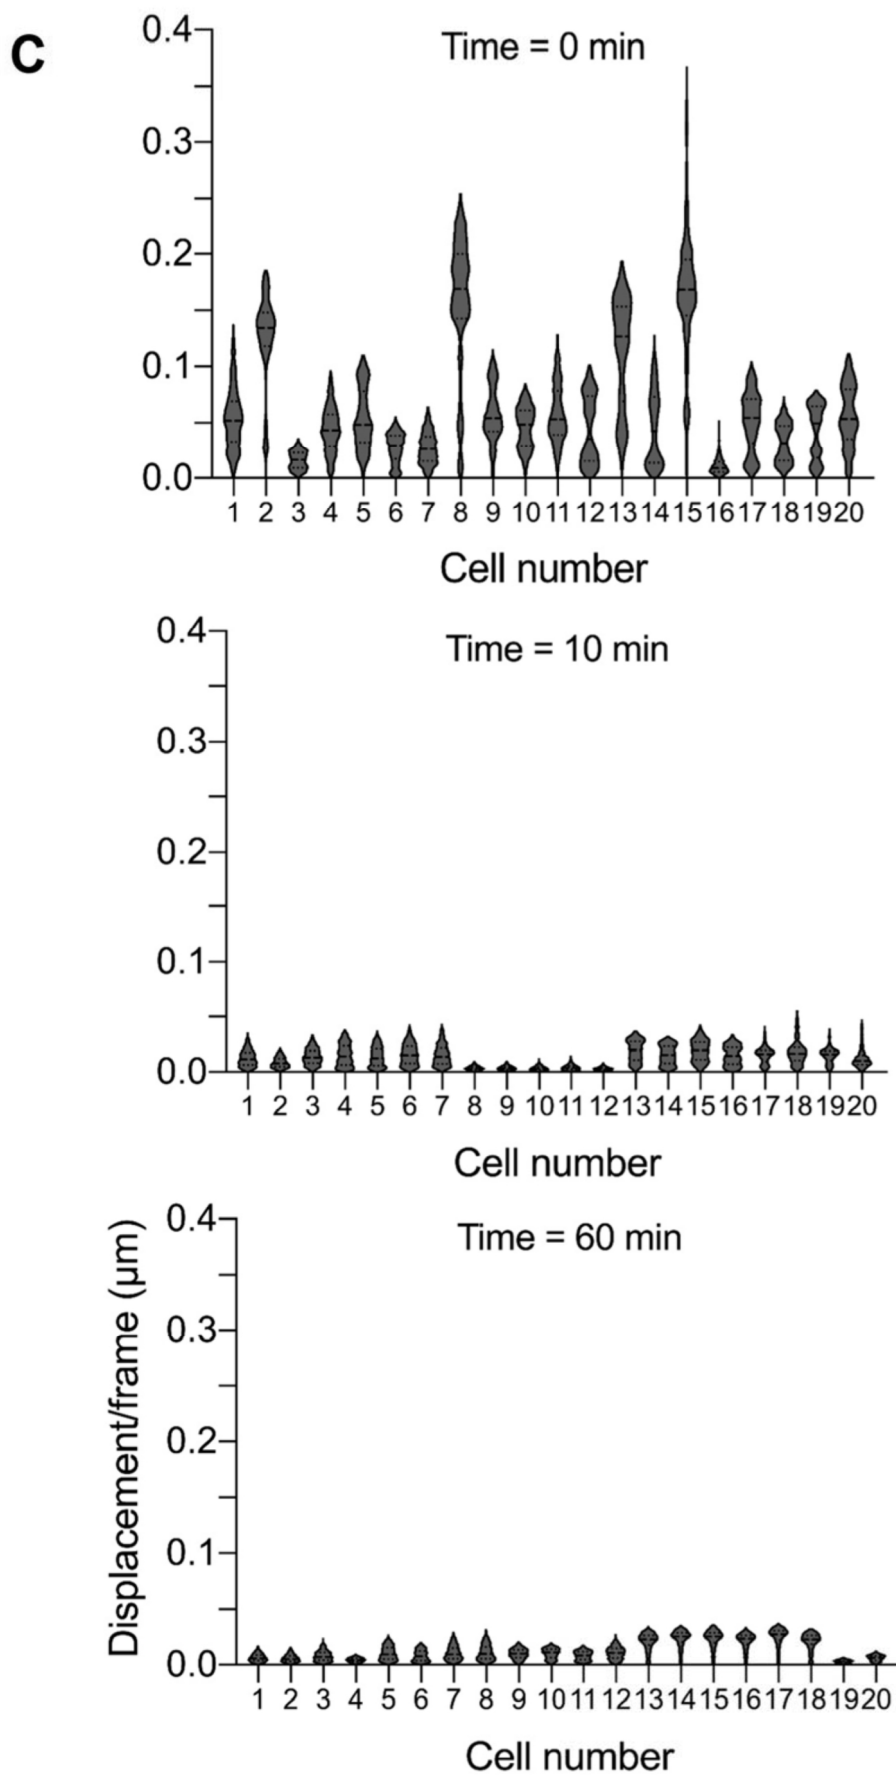 C
Time = 0 min
0.4
0.3
0.2
0.1
0.0
1 2 3 4 5 6 7 8 9 10 11 12 13 14 15 16 17 18 19 20
Cell number
Time = 10 min
0.4
0.3
0.2
0.1
0.0
1 2 3 4 5 6 7 8 9 10 11 12 13 14 15 16 17 18 19 20
Cell number
Time = 60 min
Displacement/frame (µm)
0.4
0.3
0.2
0.1
0.0
1 2 3 4 5 6 7 8 9 10 11 12 13 14 15 16 17 18 19 20
Cell number